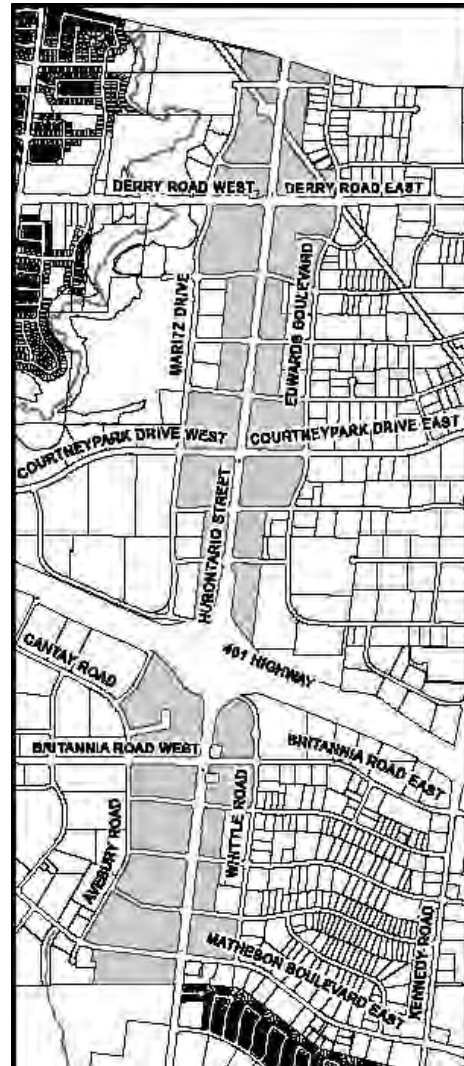 DERRY ROAD WEST
DERRY ROAD EAST
MARITZ DRIVE
EDWARDS BOULEVARD
COURTNEYPARK DRIVE WEST
COURTNEYPARK DRIVE EAST
HURONTARIO STREET
401 HIGHWAY
CANTAY ROAD
BRITANNIA ROAD WEST
BRITANNIA ROAD EAST
AVEBURY ROAD
WHITTLE ROAD
MATHESON BOULEVARD EAST
KENNEDY ROAD